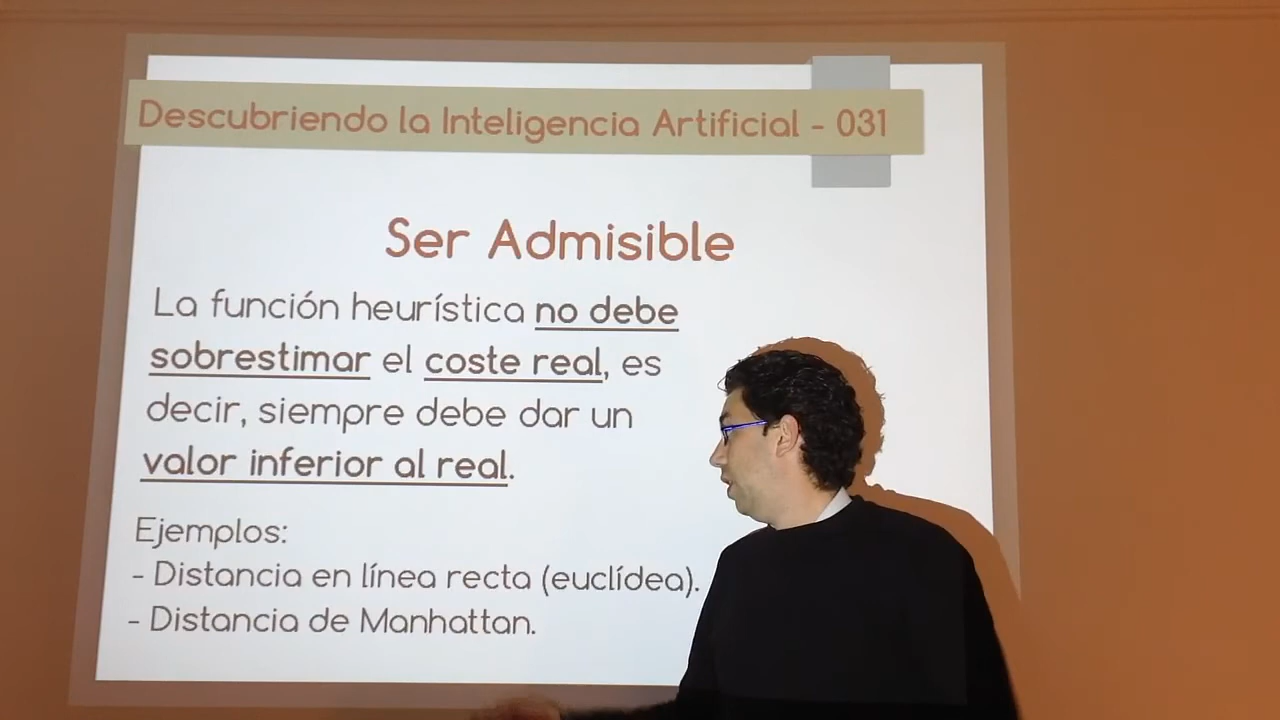 Descubriendo la Inteligencia Artificial - 031
Ser Admisible
La función heurística no debe
sobrestimar el coste real, es
decir, siempre debe dar un
valor inferior al real.
Ejemplos:
- Distancia en línea recta (euclídea).
- Distancia de Manhattan.